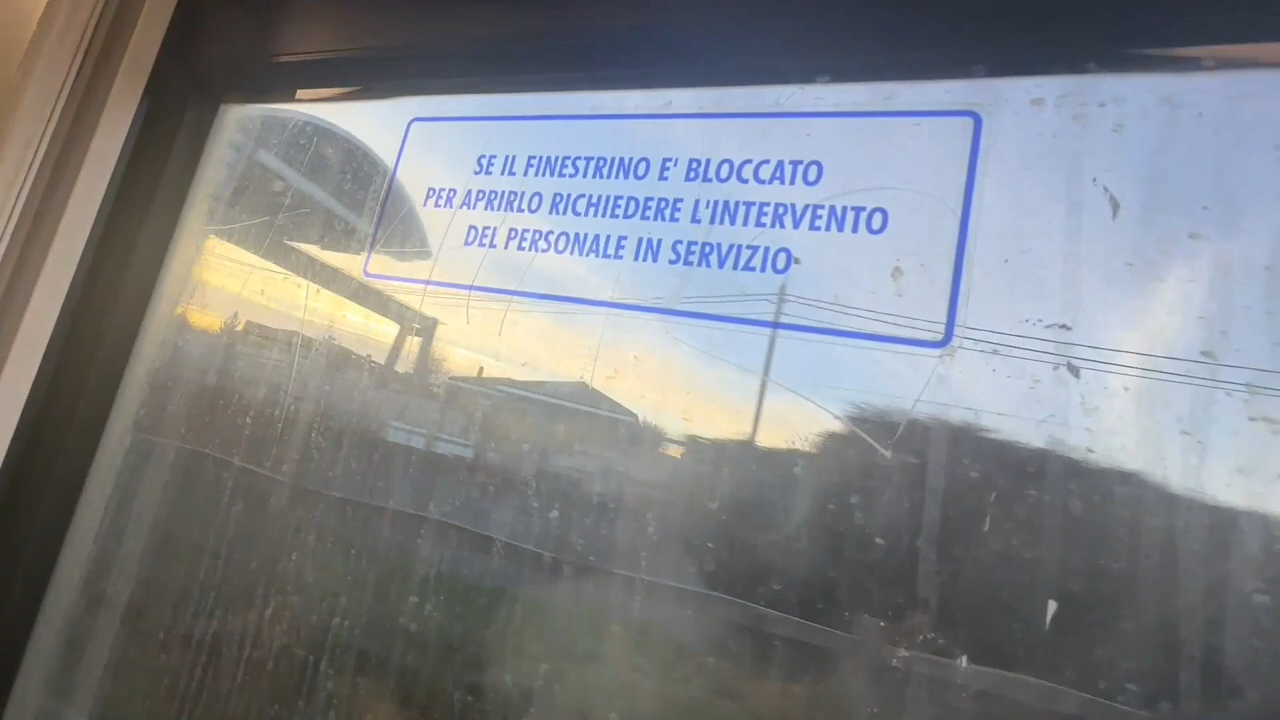 SE IL FINESTRINO E' BLOCCATO
PER APRIRLO RICHIEDERE L'INTERVENTO
DEL PERSONALE IN SERVIZIO